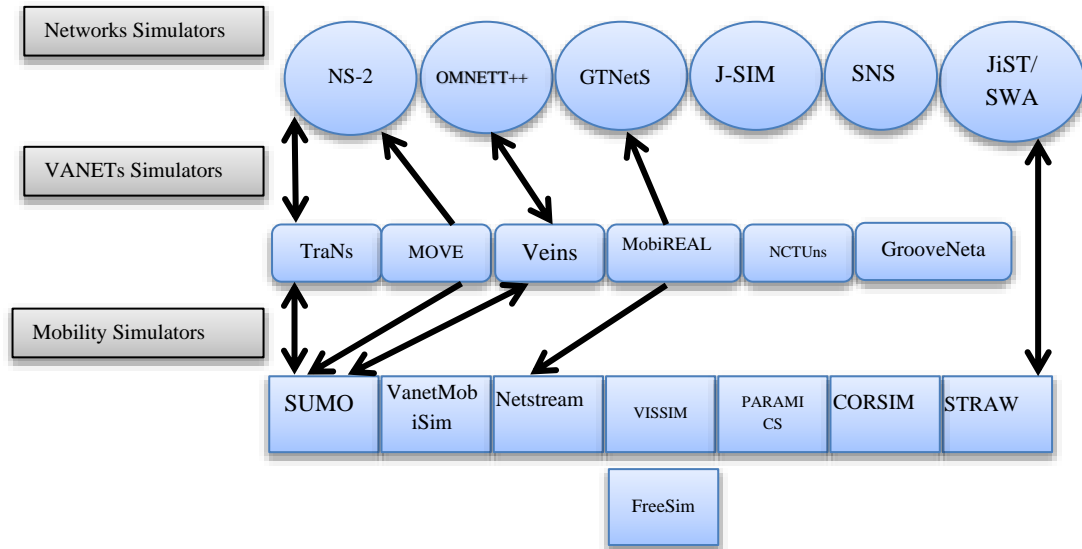 Networks Simulators
NS-2
OMNETT++
GTNetS
J-SIM
SNS
JiST/
SWA
VANETs Simulators
TraNs
MOVE
Veins
MobiREAL
NCTUns
GrooveNeta
Mobility Simulators
SUMO
VanetMob
iSim
Netstream
VISSIM
PARAMI
CS
CORSIM
STRAW
FreeSim